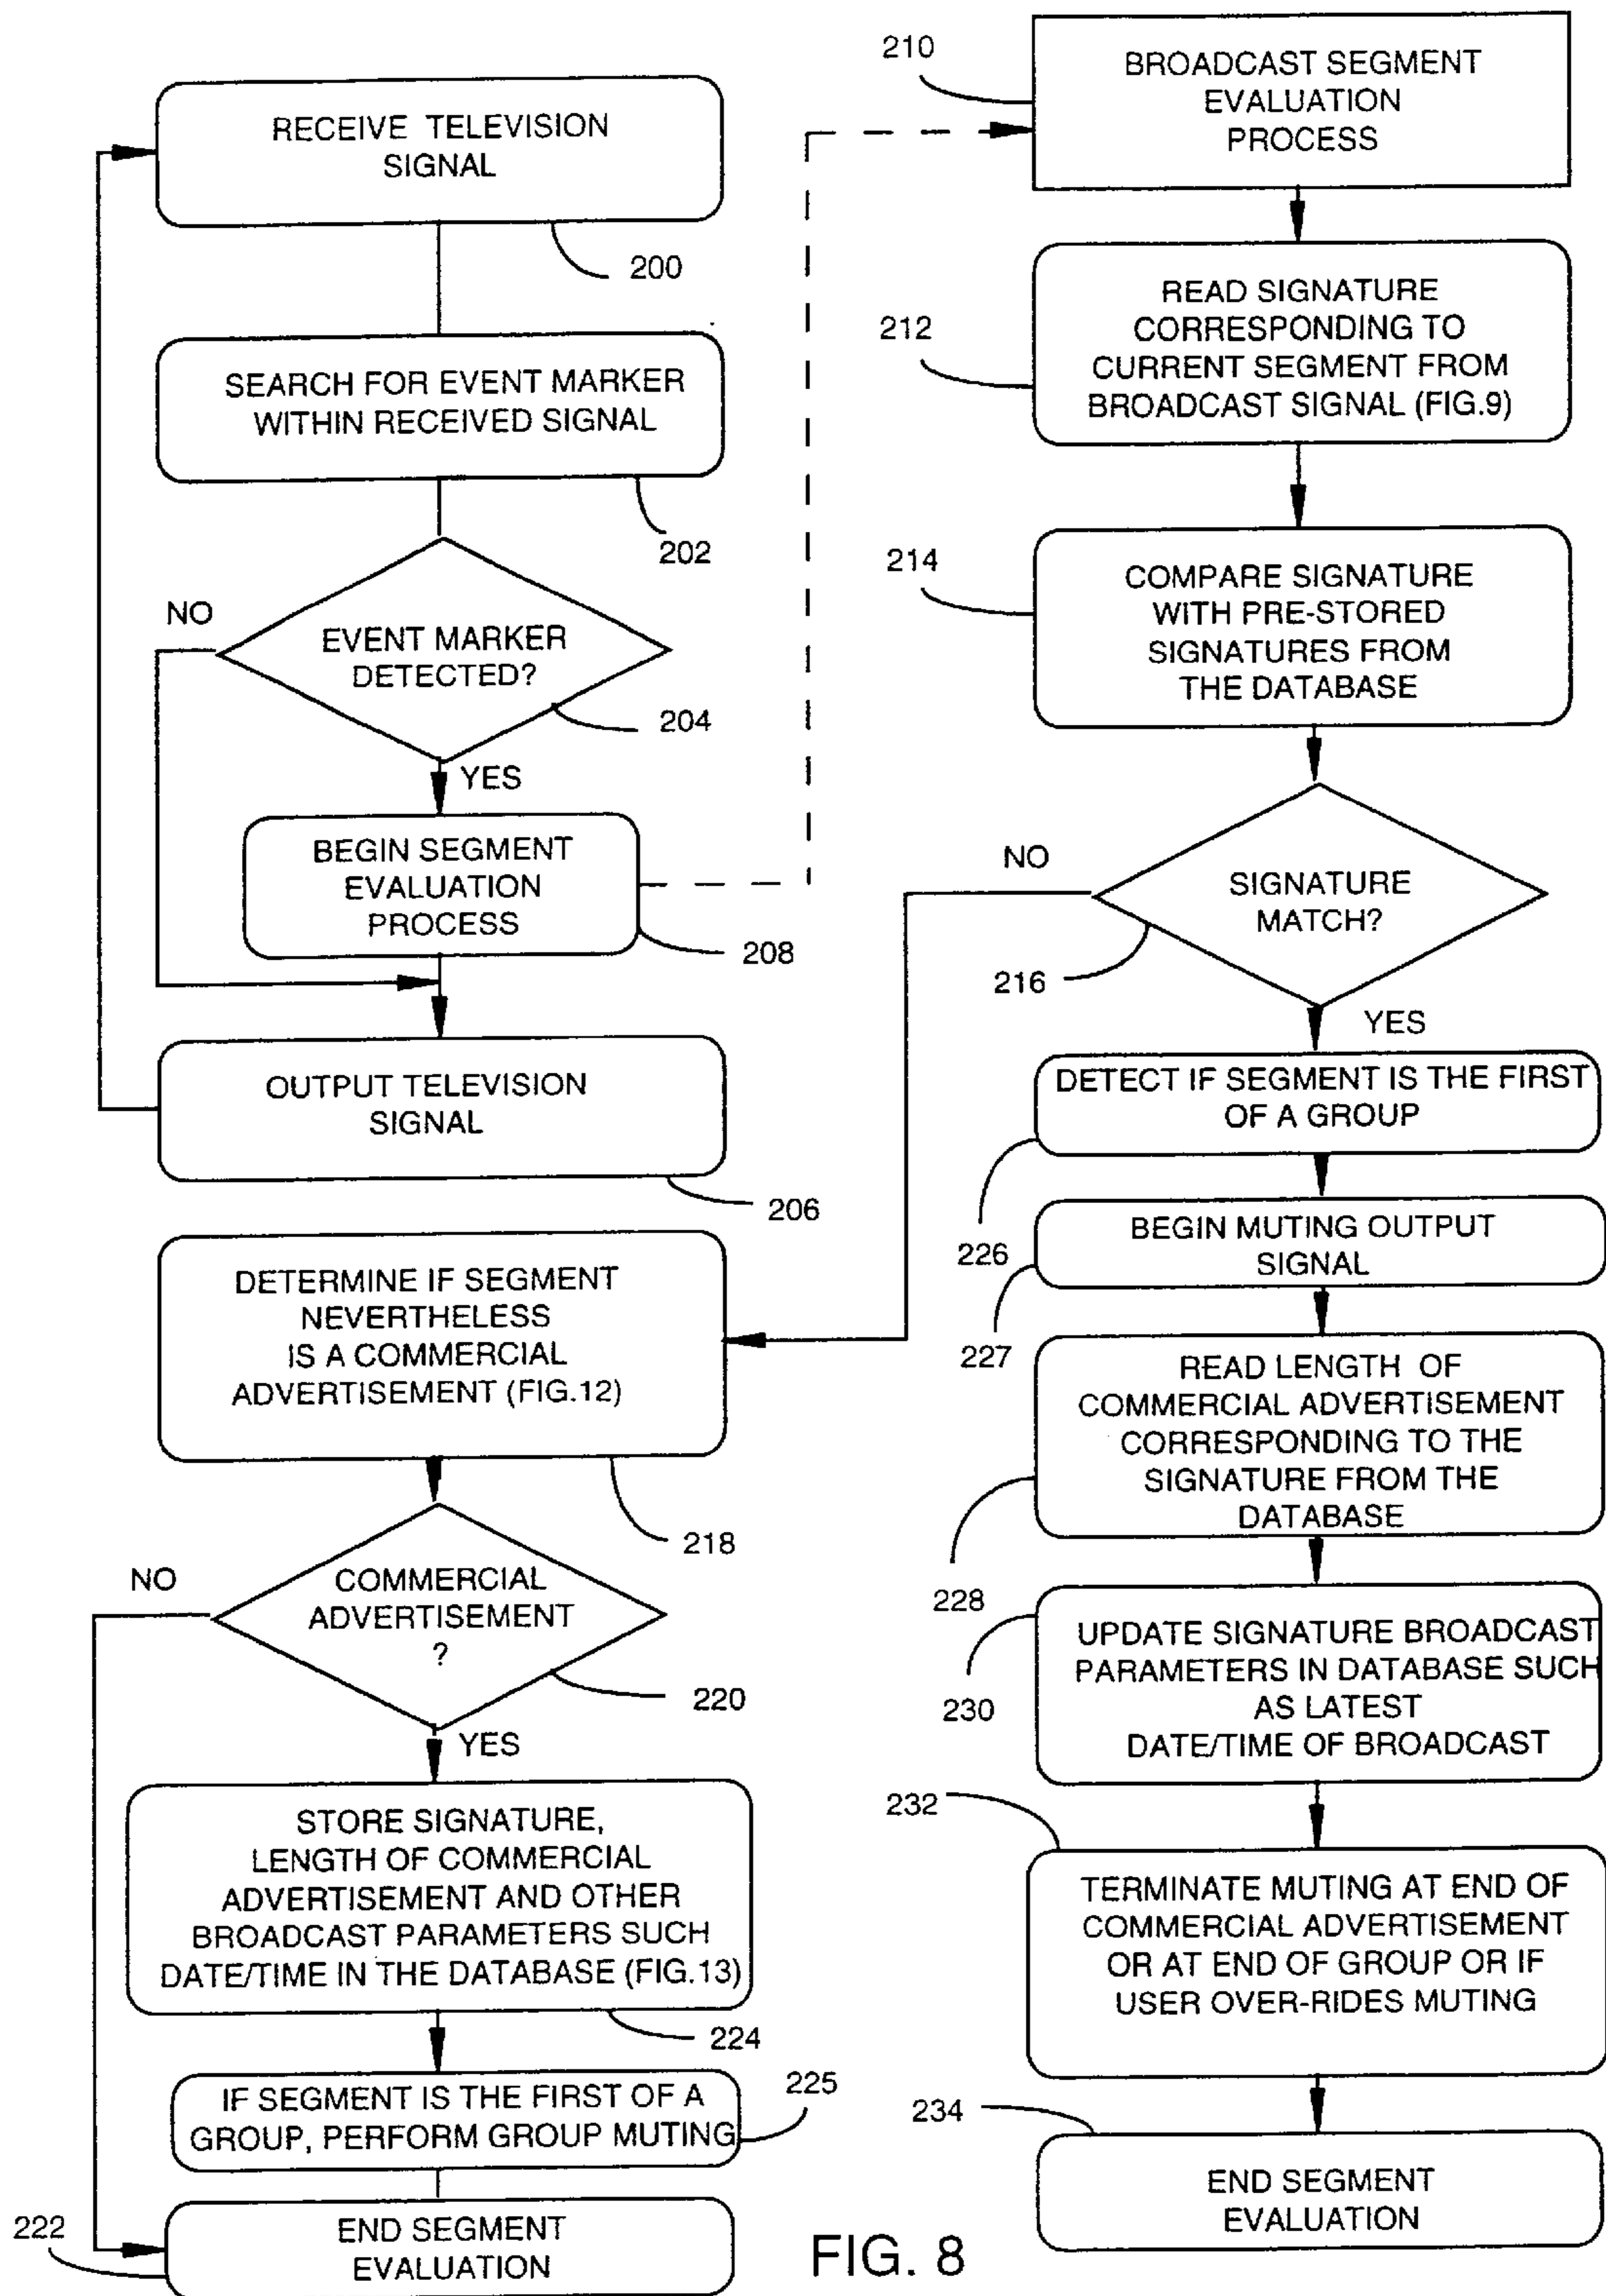 RECEIVE TELEVISION
SIGNAL
200
SEARCH FOR EVENT MARKER
WITHIN RECEIVED SIGNAL
202
NO
EVENT MARKER
DETECTED?
204
YES
BEGIN SEGMENT
EVALUATION
PROCESS
208
OUTPUT TELEVISION
SIGNAL
206
DETERMINE IF SEGMENT
NEVERTHELESS
IS A COMMERCIAL
ADVERTISEMENT (FIG.12)
218
NO
COMMERCIAL
ADVERTISEMENT
?
220
YES
STORE SIGNATURE,
LENGTH OF COMMERCIAL
ADVERTISEMENT AND OTHER
BROADCAST PARAMETERS SUCH
DATE/TIME IN THE DATABASE (FIG.13)
224
IF SEGMENT IS THE FIRST OF A
GROUP, PERFORM GROUP MUTING
225
222
END SEGMENT
EVALUATION
210
BROADCAST SEGMENT
EVALUATION
PROCESS
212
READ SIGNATURE
CORRESPONDING TO
CURRENT SEGMENT FROM
BROADCAST SIGNAL (FIG.9)
214
COMPARE SIGNATURE
WITH PRE-STORED
SIGNATURES FROM
THE DATABASE
NO
SIGNATURE
MATCH?
216
YES
DETECT IF SEGMENT IS THE FIRST
OF A GROUP
226
BEGIN MUTING OUTPUT
SIGNAL
227
READ LENGTH OF
COMMERCIAL ADVERTISEMENT
CORRESPONDING TO THE
SIGNATURE FROM THE
DATABASE
228
UPDATE SIGNATURE BROADCAST
PARAMETERS IN DATABASE SUCH
AS LATEST
DATE/TIME OF BROADCAST
230
232
TERMINATE MUTING AT END OF
COMMERCIAL ADVERTISEMENT
OR AT END OF GROUP OR IF
USER OVER-RIDES MUTING
234
END SEGMENT
EVALUATION
FIG. 8